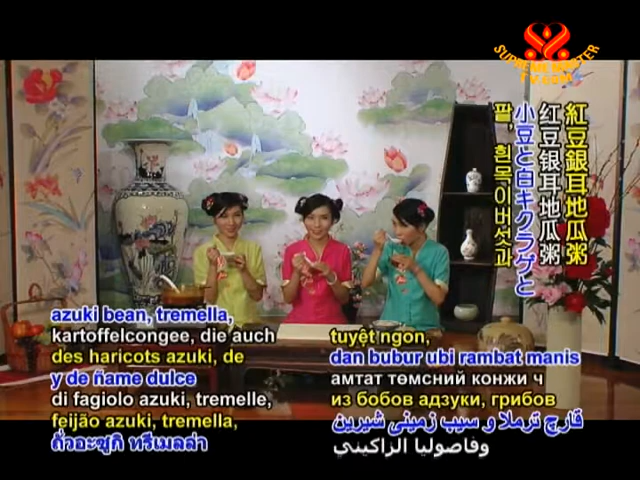 SUPREME MASTER
TV.COM
紅豆銀耳地瓜粥
红豆银耳地瓜粥
小豆と白キクラゲと
팥, 흰목이버섯과
azuki bean, tremella,
kartoffelcongee, die auch
des haricots azuki, de
y de ñame dulce
di fagiolo azuki, tremelle,
feijão azuki, tremella,
ถั่วอะซูกิ ทรีเมลล่า
tuyệt ngon,
dan bubur ubi rambat manis
амтат төмсний конжи ч
из бобов адзуки, грибов
قارچ ترملا و سیب زمینی شیرین
وفاصوليا الزاكيني